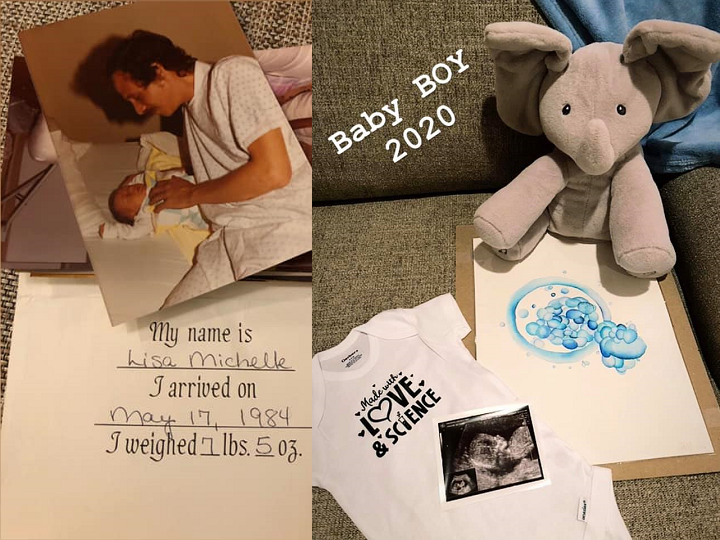 My name is
Lisa Michelle
I arrived on
May 17, 1984
I weighed 7 lbs. 5 oz.
Baby BOY
2020
Made with
LOVE
& SCIENCE